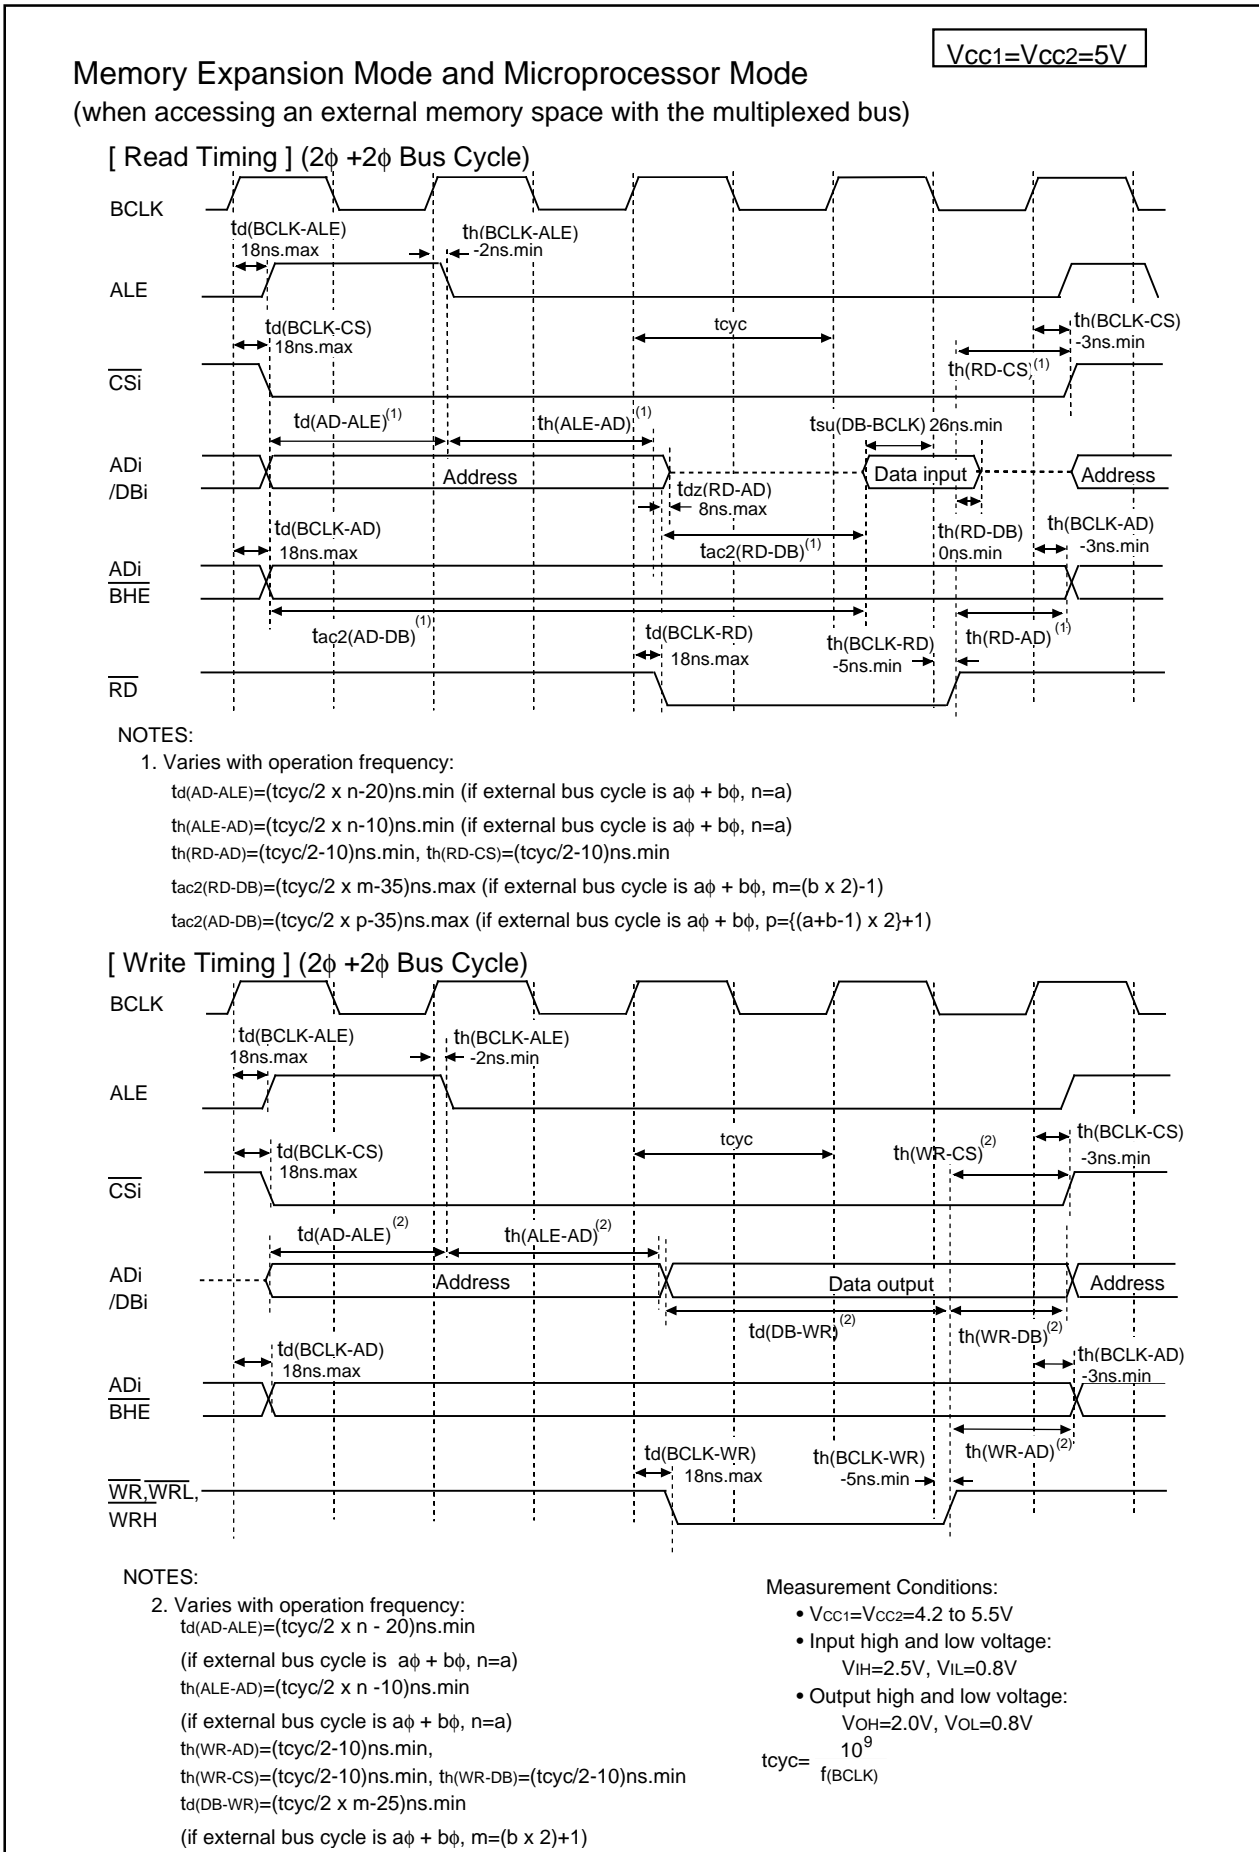 Vcc1=Vcc2=5V
Memory Expansion Mode and Microprocessor Mode
(when accessing an external memory space with the multiplexed bus)
[ Read Timing ] (2ϕ +2ϕ Bus Cycle)
BCLK
td(BCLK-ALE)
18ns.max
th(BCLK-ALE)
-2ns.min
ALE
td(BCLK-CS)
18ns.max
tcyc
th(BCLK-CS)
-3ns.min
th(RD-CS)(1)
CSi
td(AD-ALE)(1)
th(ALE-AD)(1)
tsu(DB-BCLK) 26ns.min
ADi
/DBi
Address
Data input
Address
tdz(RD-AD)
8ns.max
td(BCLK-AD)
18ns.max
tac2(RD-DB)(1)
th(RD-DB)
0ns.min
th(BCLK-AD)
-3ns.min
ADi
BHE
tac2(AD-DB)(1)
td(BCLK-RD)
18ns.max
th(BCLK-RD)
-5ns.min
th(RD-AD)(1)
RD
NOTES:
1. Varies with operation frequency:
td(AD-ALE)=(tcyc/2 x n-20)ns.min (if external bus cycle is aϕ + bϕ, n=a)
th(ALE-AD)=(tcyc/2 x n-10)ns.min (if external bus cycle is aϕ + bϕ, n=a)
th(RD-AD)=(tcyc/2-10)ns.min, th(RD-CS)=(tcyc/2-10)ns.min
tac2(RD-DB)=(tcyc/2 x m-35)ns.max (if external bus cycle is aϕ + bϕ, m=(b x 2)-1)
tac2(AD-DB)=(tcyc/2 x p-35)ns.max (if external bus cycle is aϕ + bϕ, p={(a+b-1) x 2}+1)
[ Write Timing ] (2ϕ +2ϕ Bus Cycle)
BCLK
td(BCLK-ALE)
18ns.max
th(BCLK-ALE)
-2ns.min
ALE
td(BCLK-CS)
18ns.max
tcyc
th(WR-CS)(2)
th(BCLK-CS)
-3ns.min
CSi
td(AD-ALE)(2)
th(ALE-AD)(2)
ADi
/DBi
Address
Data output
Address
td(DB-WR)(2)
th(WR-DB)(2)
td(BCLK-AD)
18ns.max
th(BCLK-AD)
-3ns.min
ADi
BHE
td(BCLK-WR)
18ns.max
th(BCLK-WR)
-5ns.min
th(WR-AD)(2)
WR,WRL,
WRH
NOTES:
2. Varies with operation frequency:
td(AD-ALE)=(tcyc/2 x n - 20)ns.min
(if external bus cycle is aϕ + bϕ, n=a)
th(ALE-AD)=(tcyc/2 x n -10)ns.min
(if external bus cycle is aϕ + bϕ, n=a)
th(WR-AD)=(tcyc/2-10)ns.min,
th(WR-CS)=(tcyc/2-10)ns.min, th(WR-DB)=(tcyc/2-10)ns.min
td(DB-WR)=(tcyc/2 x m-25)ns.min
(if external bus cycle is aϕ + bϕ, m=(b x 2)+1)
Measurement Conditions:
• VCC1=VCC2=4.2 to 5.5V
• Input high and low voltage:
VIH=2.5V, VIL=0.8V
• Output high and low voltage:
VOH=2.0V, VOL=0.8V
tcyc= 10^9
f(BCLK)